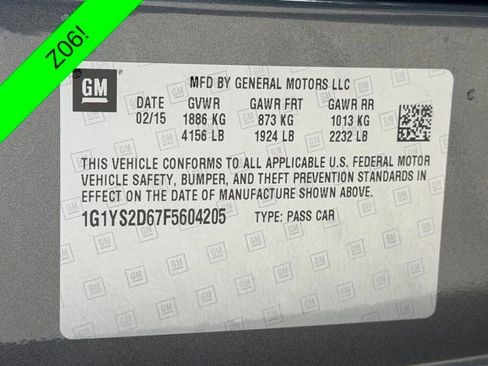 Z06!
GM
MFD BY GENERAL MOTORS LLC
DATE GVWR GAWR FRT GAWR RR
02/15 1886 KG 873 KG 1013 KG
4156 LB 1924 LB 2232 LB
THIS VEHICLE CONFORMS TO ALL APPLICABLE U.S. FEDERAL MOTOR
VEHICLE SAFETY, BUMPER, AND THEFT PREVENTION STANDARDS IN
EFFECT ON THE DATE OF MANUFACTURE SHOWN ABOVE.
1G1YS2D67F5604205 TYPE: PASS CAR